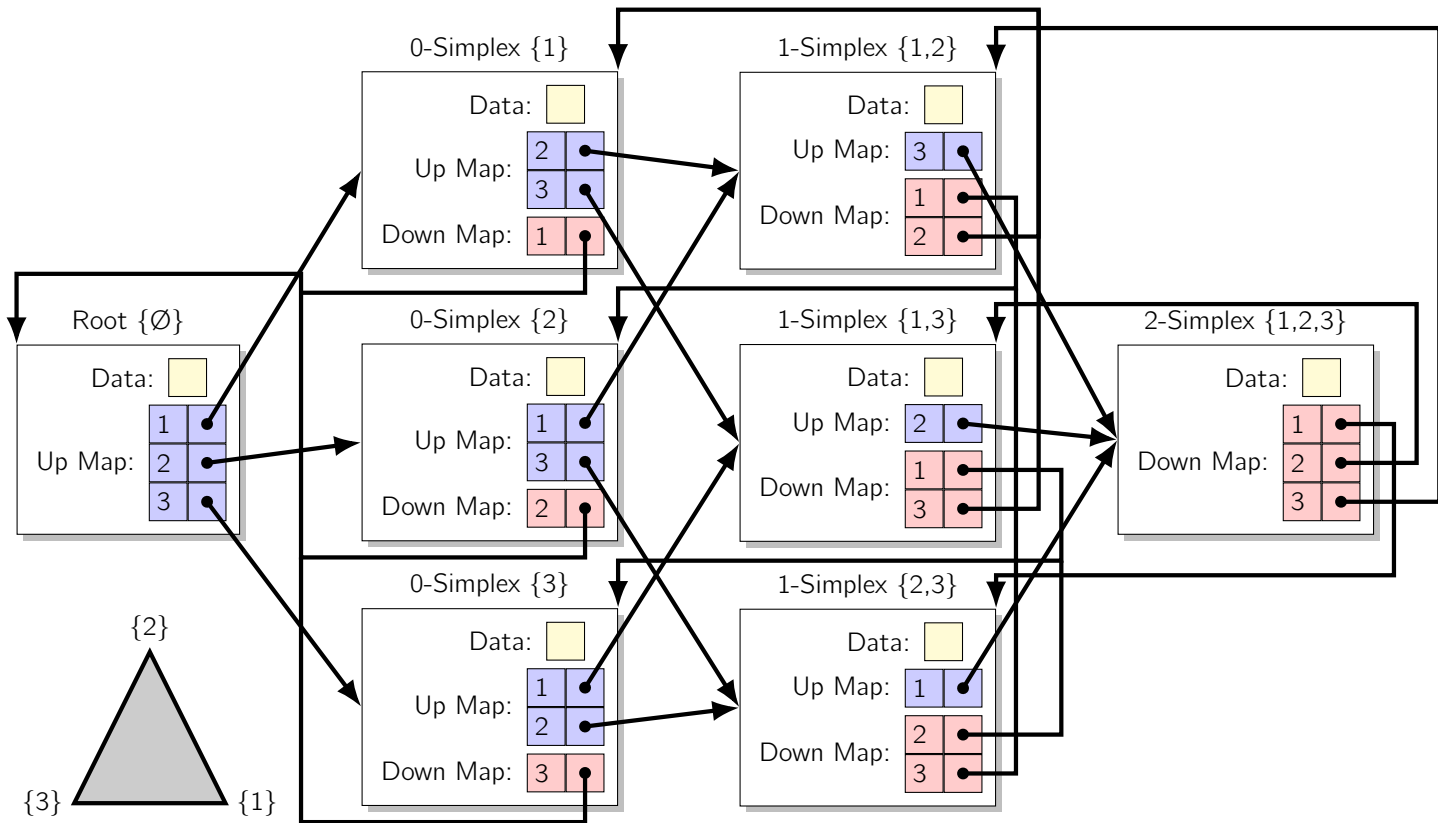 0-Simplex {1}
Data:
Up Map:
2
3
Down Map:
1
1-Simplex {1,2}
Data:
Up Map:
3
Down Map:
1
2
Root {Ø}
Data:
Up Map:
1
2
3
0-Simplex {2}
Data:
Up Map:
1
3
Down Map:
2
1-Simplex {1,3}
Data:
Up Map:
2
Down Map:
1
3
2-Simplex {1,2,3}
Data:
Down Map:
1
2
3
0-Simplex {3}
Data:
Up Map:
1
2
Down Map:
3
1-Simplex {2,3}
Data:
Up Map:
1
Down Map:
2
3
{2}
{3}
{1}